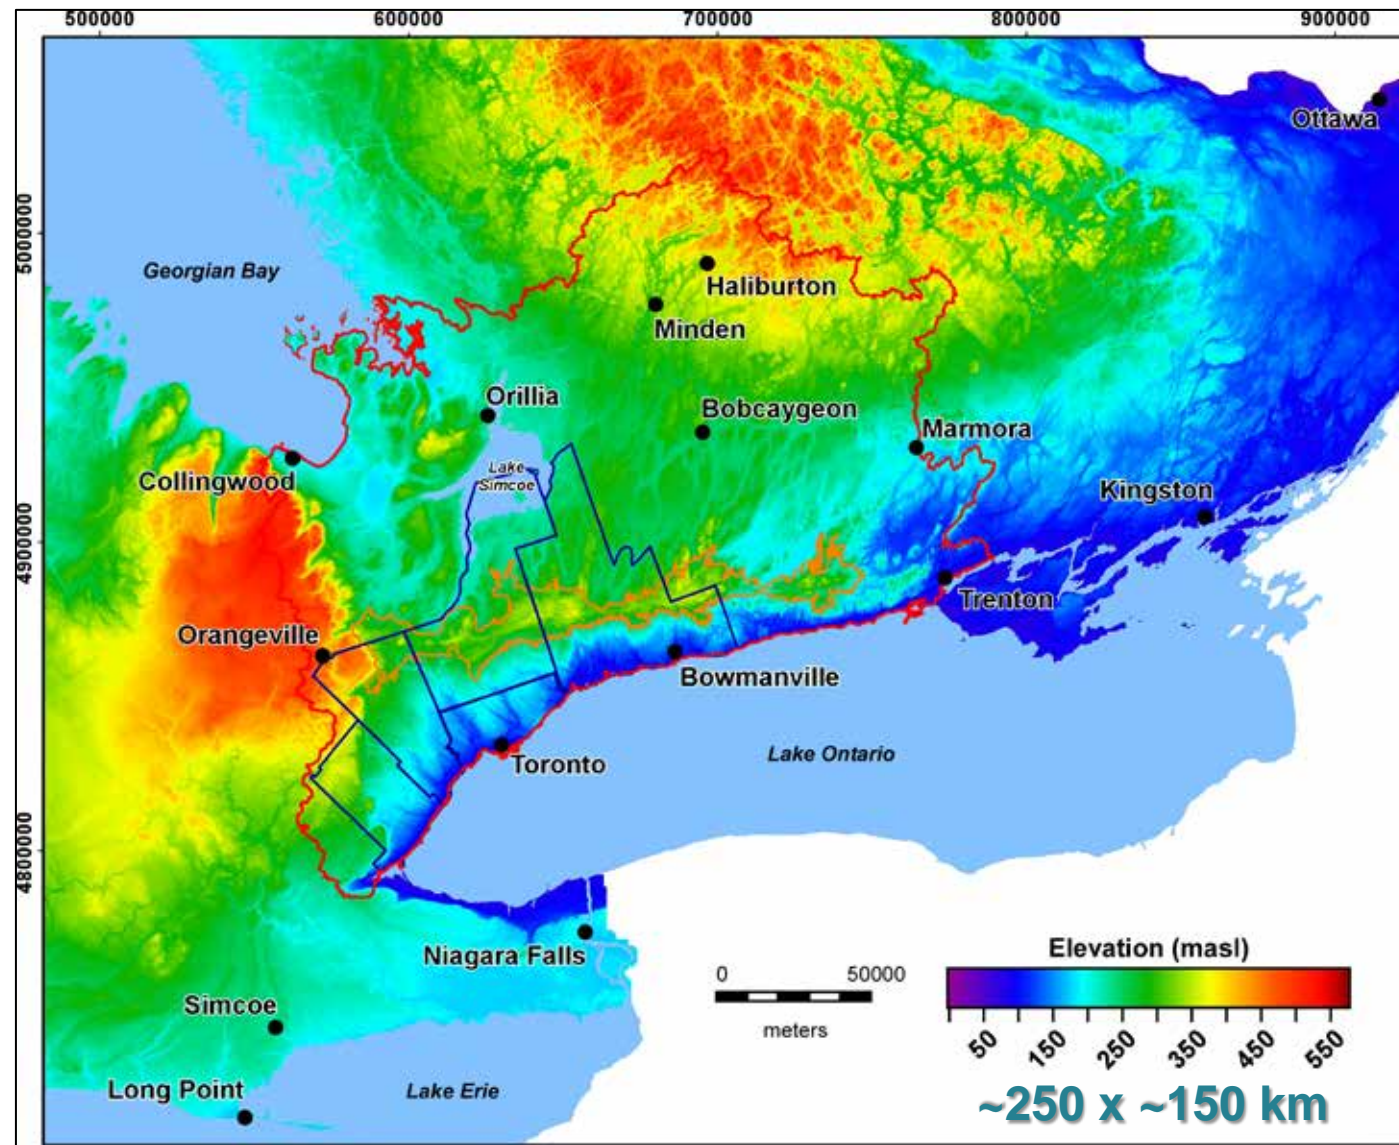 500000 600000 700000 800000 900000
Ottawa
5000000
Georgian Bay
Haliburton
Minden
Orillia
Bobcaygeon
Marmora
Lake
Simcoe
Collingwood
Kingston
4900000
Trenton
Orangeville
Bowmanville
Toronto
Lake Ontario
4800000
Niagara Falls
Elevation (masl)
0 50000
meters
Simcoe
50 150 250 350 450 550
Long Point
Lake Erie
~250 x ~150 km